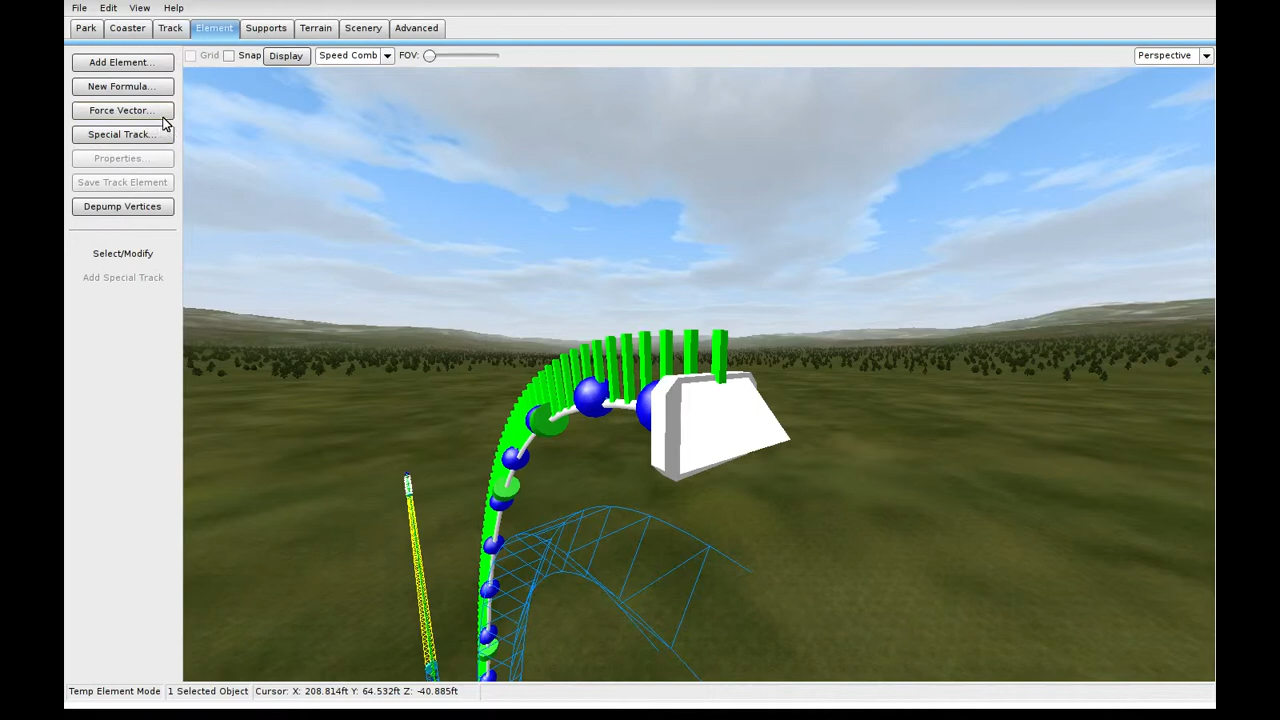 File Edit View Help
Park Coaster Track Element Supports Terrain Scenery Advanced
Grid Snap Display Speed Comb FOV: Perspective
Add Element...
New Formula...
Force Vector...
Special Track...
Properties...
Save Track Element
Depump Vertices
Select/Modify
Add Special Track
Temp Element Mode 1 Selected Object Cursor: X: 208.814ft Y: 64.532ft Z: -40.885ft